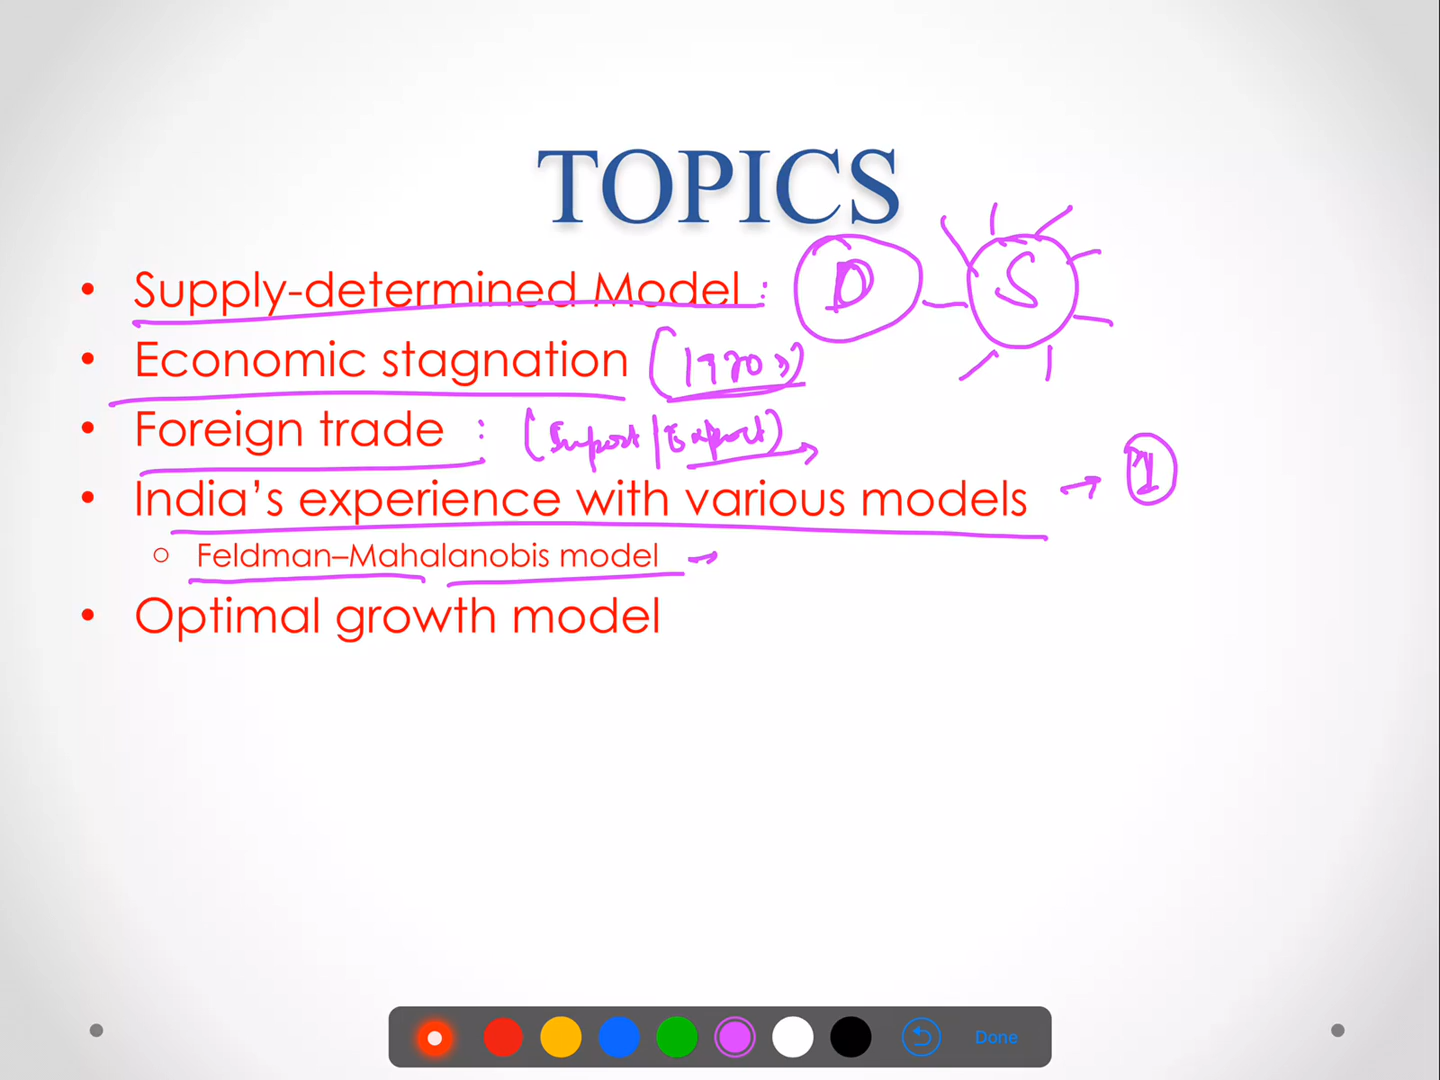 TOPICS
• Supply-determined Model : D S
• Economic stagnation (1970s)
• Foreign trade : (Import | Export)
• India’s experience with various models → I
○ Feldman–Mahalanobis model →
• Optimal growth model
Done